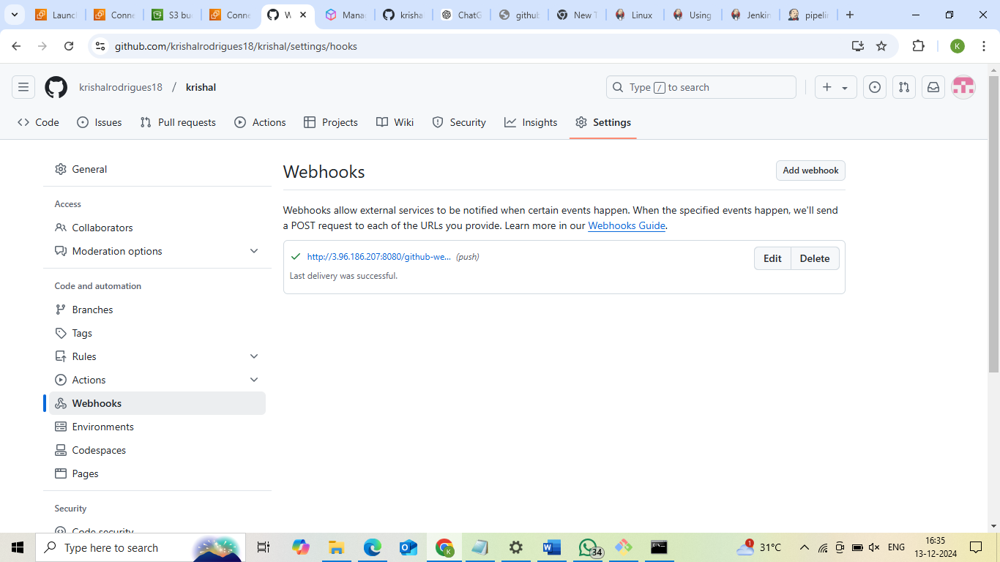 Launc
Conne
S3 bu
Conne
W
Mana
krisha
ChatG
github
New T
Linux
Using
Jenkin
pipelin
github.com/krishalrodrigues18/krishal/settings/hooks
K
krishalrodrigues18 / krishal
Type / to search
Code Issues Pull requests Actions Projects Wiki Security Insights Settings
General
Access
Collaborators
Moderation options
Code and automation
Branches
Tags
Rules
Actions
Webhooks
Environments
Codespaces
Pages
Security
Code security
Webhooks
Add webhook
Webhooks allow external services to be notified when certain events happen. When the specified events happen, we'll send
a POST request to each of the URLs you provide. Learn more in our Webhooks Guide.
http://3.96.186.207:8080/github-we... (push)
Edit Delete
Last delivery was successful.
Type here to search
34
1
31°C
ENG
16:35
13-12-2024